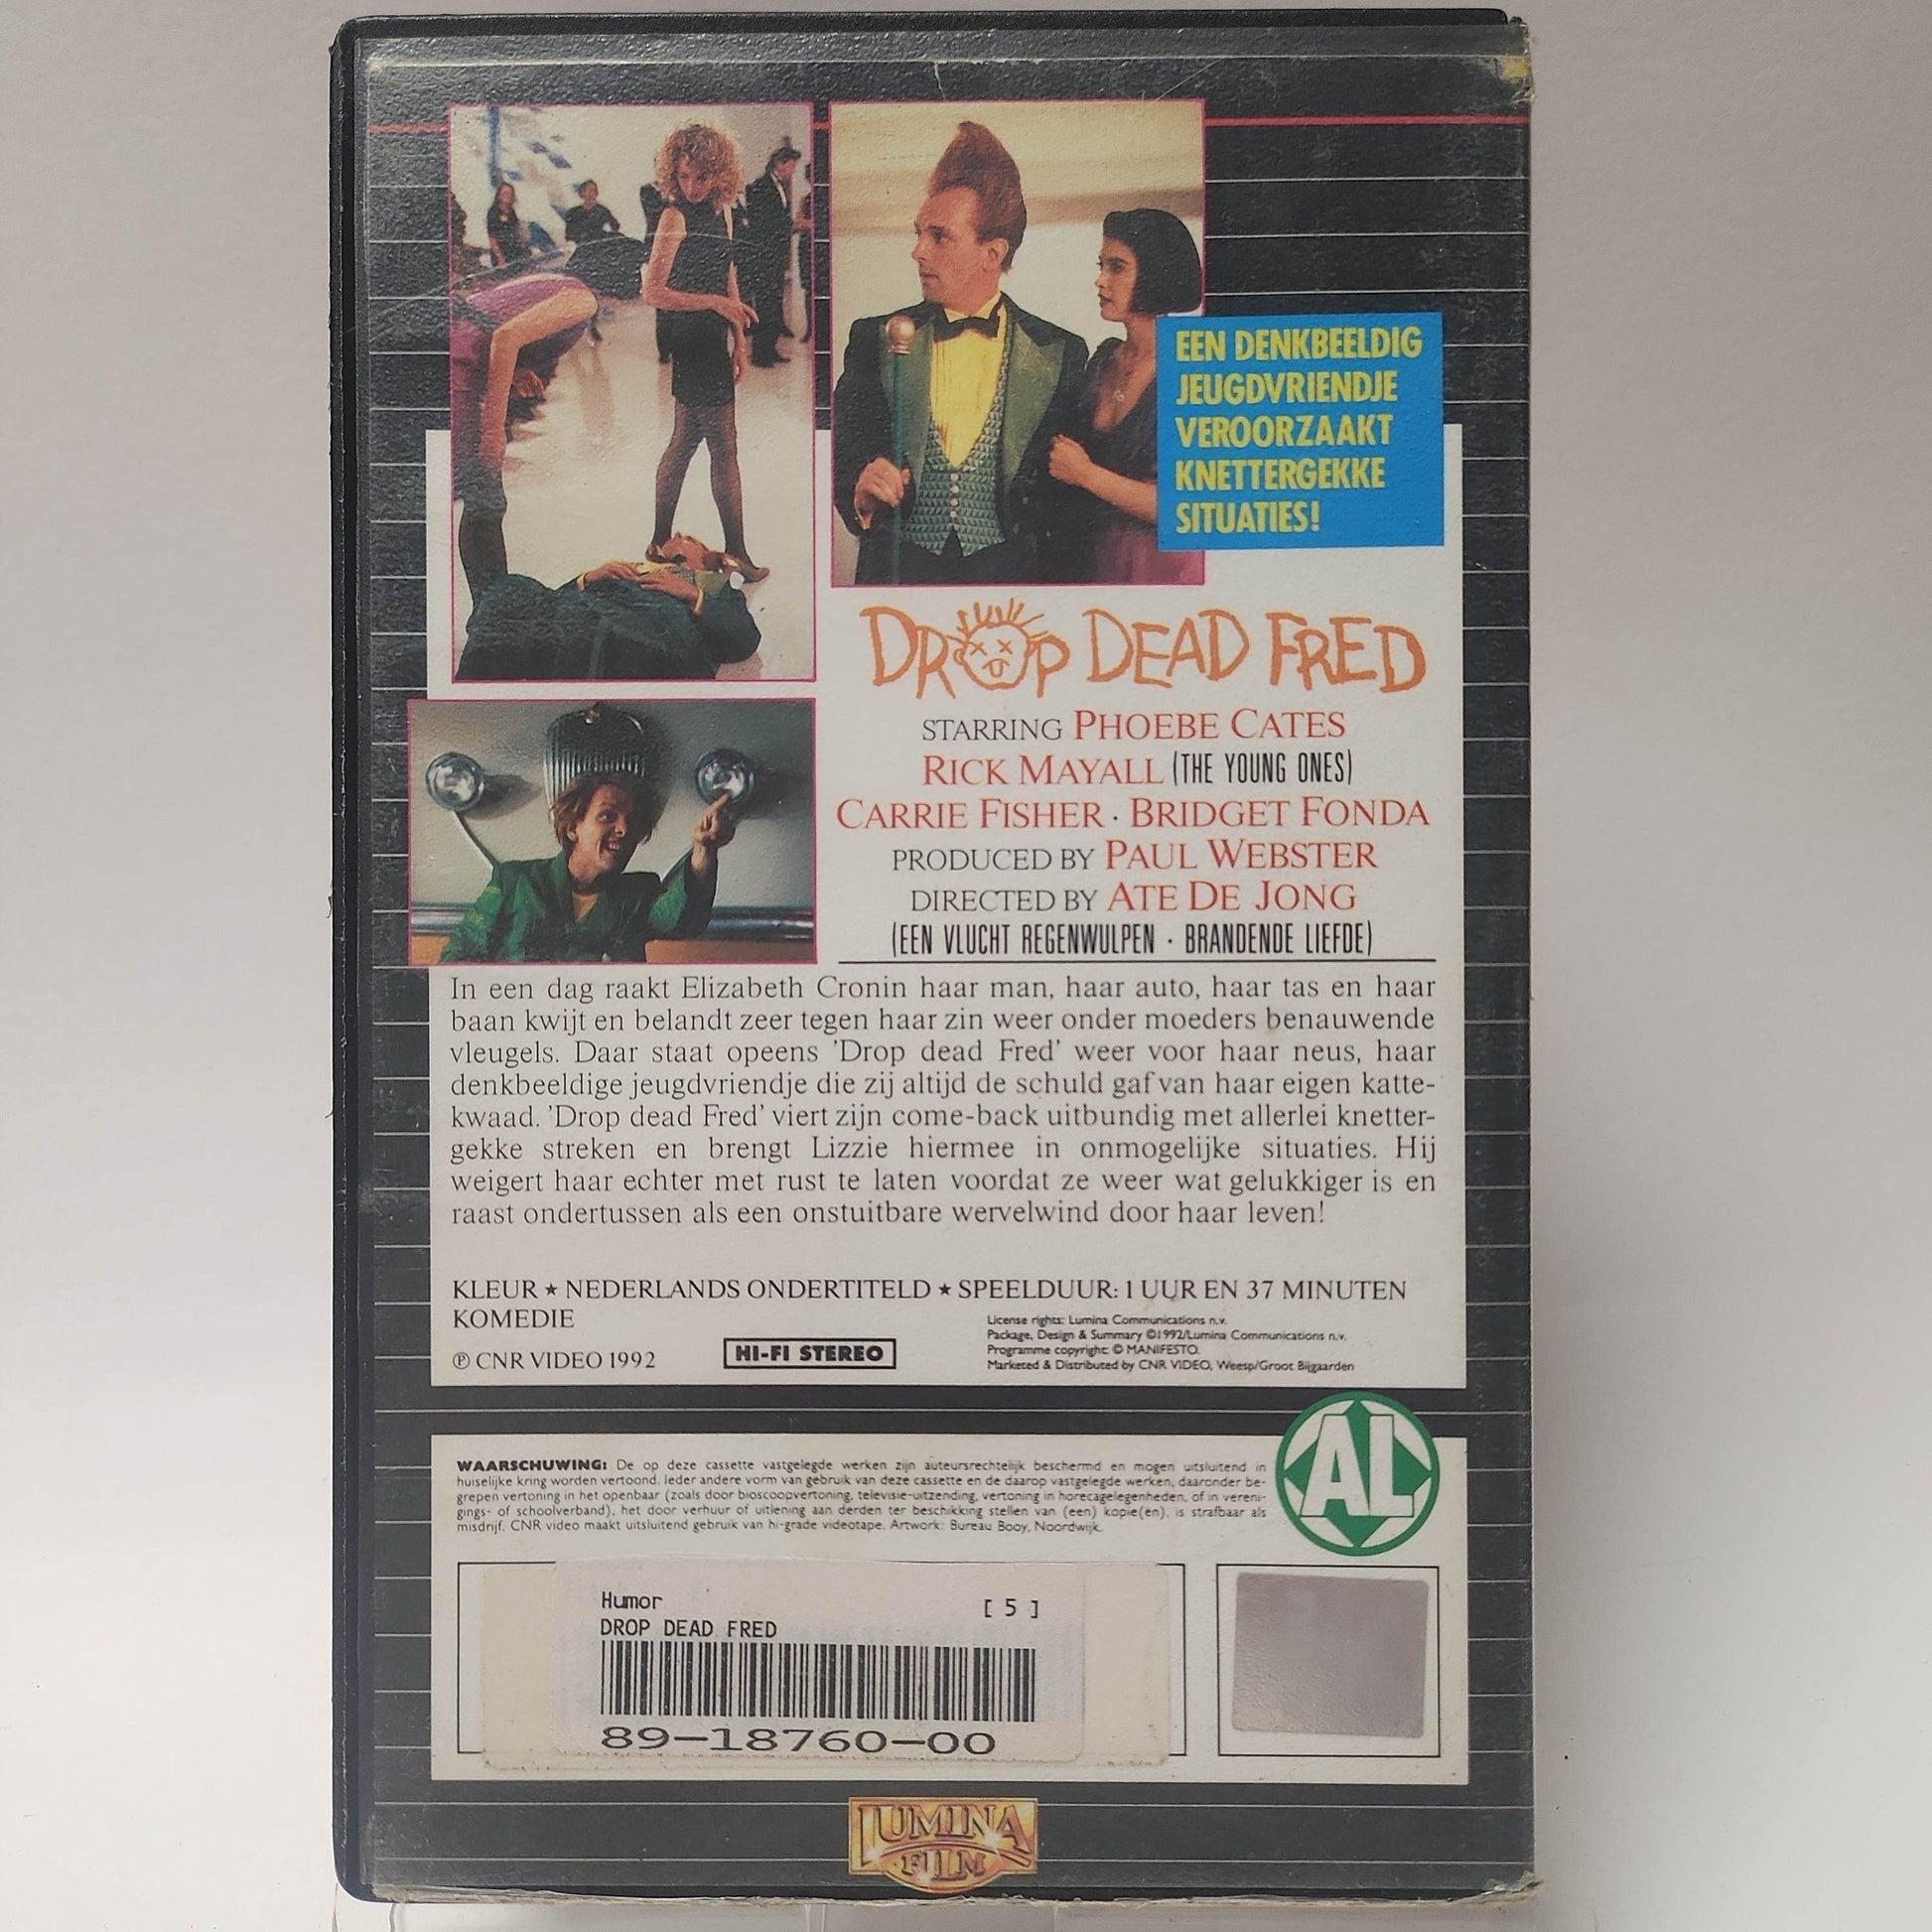 EEN DENKBEELDIG
JEUGDVRIENDJE
VEROORZAAKT
KNETTERGEKKE
SITUATIES!
DROP DEAD FRED
STARRING PHOEBE CATES
RICK MAYALL (THE YOUNG ONES)
CARRIE FISHER · BRIDGET FONDA
PRODUCED BY PAUL WEBSTER
DIRECTED BY ATE DE JONG
(EEN VLUCHT REGENWULPEN · BRANDENDE LIEFDE)
In een dag raakt Elizabeth Cronin haar man, haar auto, haar tas en haar
baan kwijt en belandt zeer tegen haar zin weer onder moeders benauwende
vleugels. Daar staat opeens 'Drop dead Fred' weer voor haar neus, haar
denkbeeldige jeugdvriendje die zij altijd de schuld gaf van haar eigen katte-
kwaad. 'Drop dead Fred' viert zijn come-back uitbundig met allerlei knetter-
gekke streken en brengt Lizzie hiermee in onmogelijke situaties. Hij
weigert haar echter met rust te laten voordat ze weer wat gelukkiger is en
raast ondertussen als een onstuitbare wervelwind door haar leven!
KLEUR ★ NEDERLANDS ONDERTITELD ★ SPEELDUUR: 1 UUR EN 37 MINUTEN
KOMEDIE
℗ CNR VIDEO 1992
HI-FI STEREO
License rights: Lumina Communications n.v.
Package, Design & Summary ©1992/Lumina Communications n.v.
Programme copyright: © MANIFESTO.
Marketed & Distributed by CNR VIDEO, Weesp/Groot Bijgaarden
AL
WAARSCHUWING: De op deze cassette vastgelegde werken zijn auteursrechtelijk beschermd en mogen uitsluitend in
huiselijke kring worden vertoond. Ieder andere vorm van gebruik van deze cassette en de daarop vastgelegde werken, daaronder be-
grepen vertoning in het openbaar (zoals door bioscoopvertoning, televisie-uitzending, vertoning in horecagelegenheden, of in vereni-
gings- of schoolverband), het door verhuur of uitlening aan derden ter beschikking stellen van (een) kopie(ën), is strafbaar als
misdrijf. CNR video maakt uitsluitend gebruik van hi-grade videotape. Artwork: Bureau Booy, Noordwijk.
Humor [ 5 ]
DROP DEAD FRED
89-18760-00
LUMINA
FILM